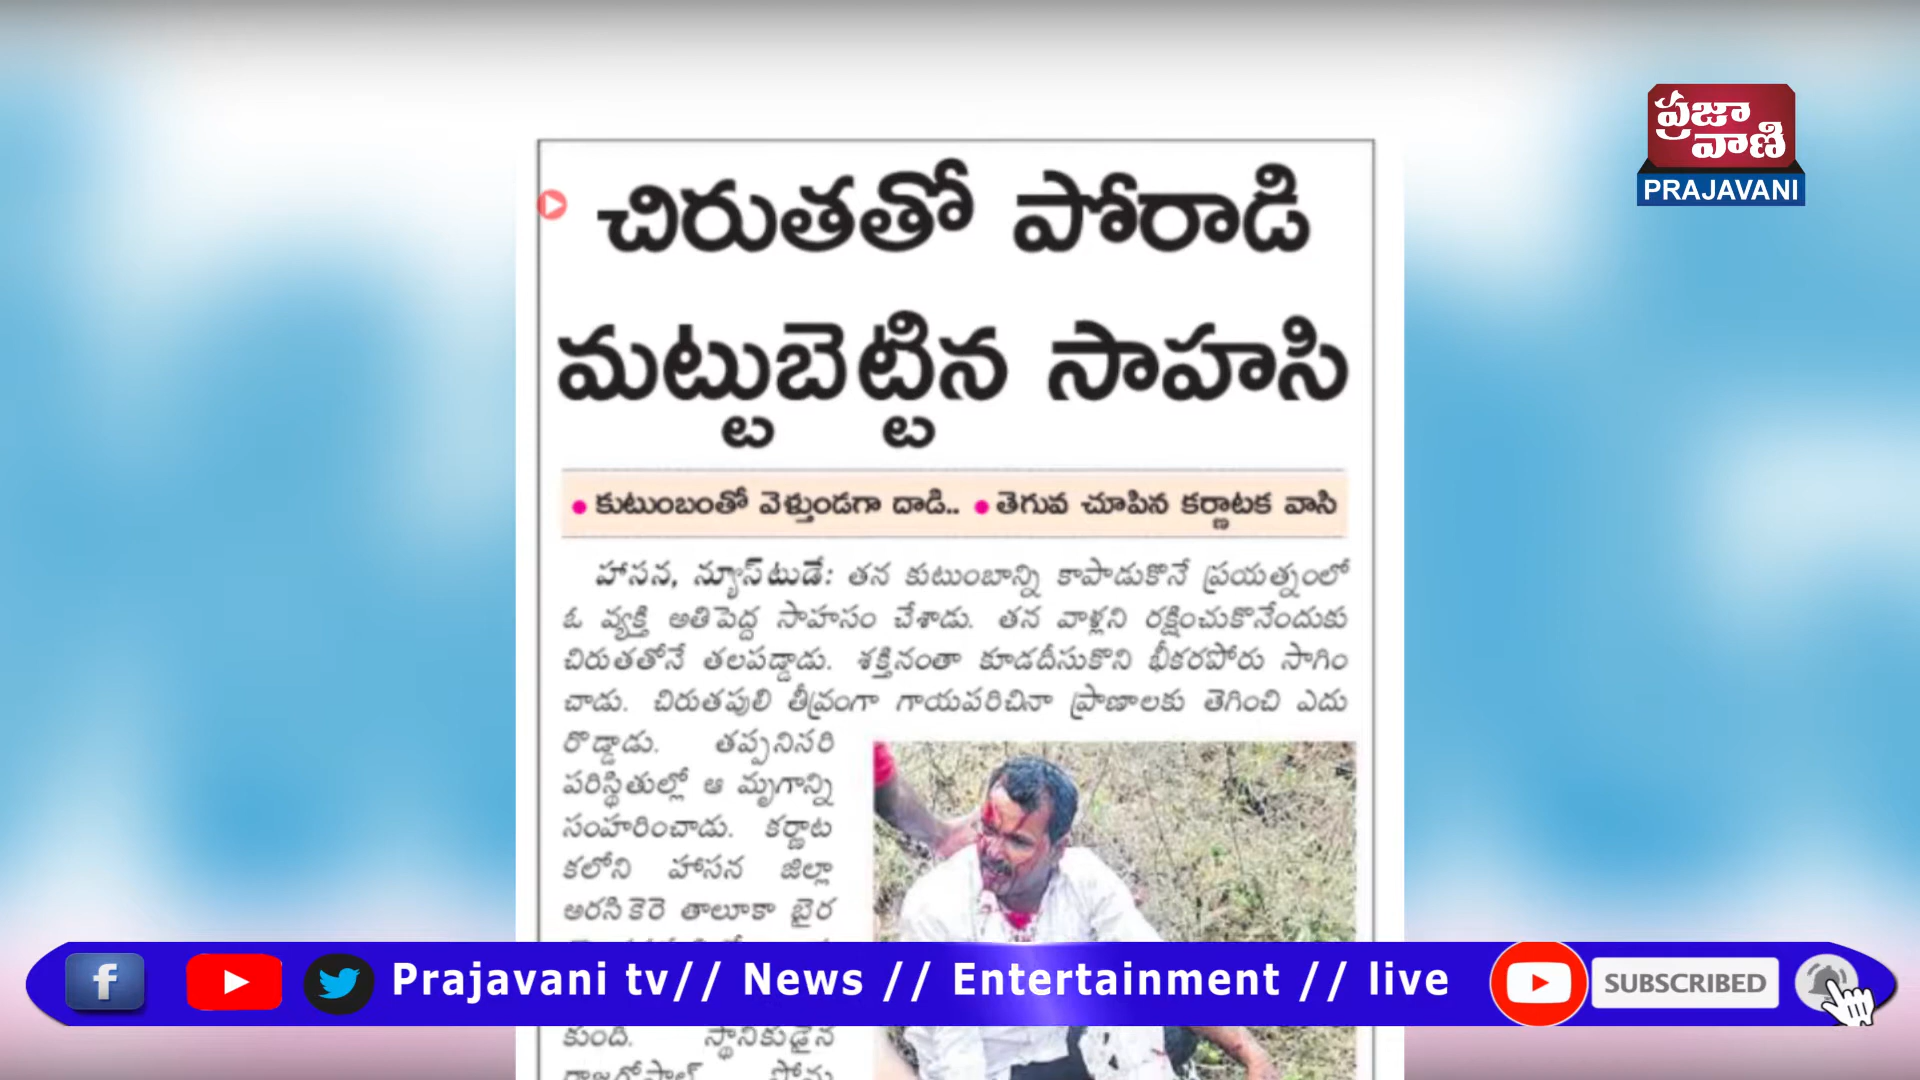 ప్రజా
వాణి
PRAJAVANI
చిరుతతో పోరాడి
మట్టుబెట్టిన సాహసి
• కుటుంబంతో వెళ్తుండగా దాడి.. • తెగువ చూపిన కర్ణాటక వాసి
హాసన, న్యూస్‌టుడే: తన కుటుంబాన్ని కాపాడుకొనే ప్రయత్నంలో
ఓ వ్యక్తి అతిపెద్ద సాహసం చేశాడు. తన వాళ్లని రక్షించుకొనేందుకు
చిరుతతోనే తలపడ్డాడు. శక్తినంతా కూడదీసుకొని భీకరపోరు సాగిం
చాడు. చిరుతపులి తీవ్రంగా గాయపరిచినా ప్రాణాలకు తెగించి ఎదు
రొడ్డాడు. తప్పనిసరి
పరిస్థితుల్లో ఆ మృగాన్ని
సంహరించాడు. కర్ణాట
కలోని హాసన జిల్లా
అరసికెరె తాలూకా బైర
Prajavani tv// News // Entertainment // live
SUBSCRIBED
కుంది. స్థానికుడైన
రాజగోపాల్